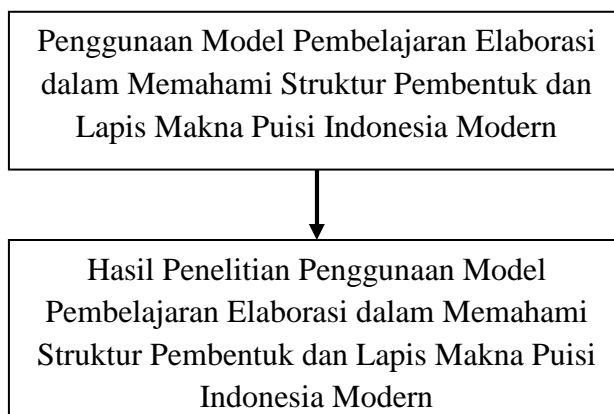 Penggunaan Model Pembelajaran Elaborasi
dalam Memahami Struktur Pembentuk dan
Lapis Makna Puisi Indonesia Modern
Hasil Penelitian Penggunaan Model
Pembelajaran Elaborasi dalam Memahami
Struktur Pembentuk dan Lapis Makna Puisi
Indonesia Modern